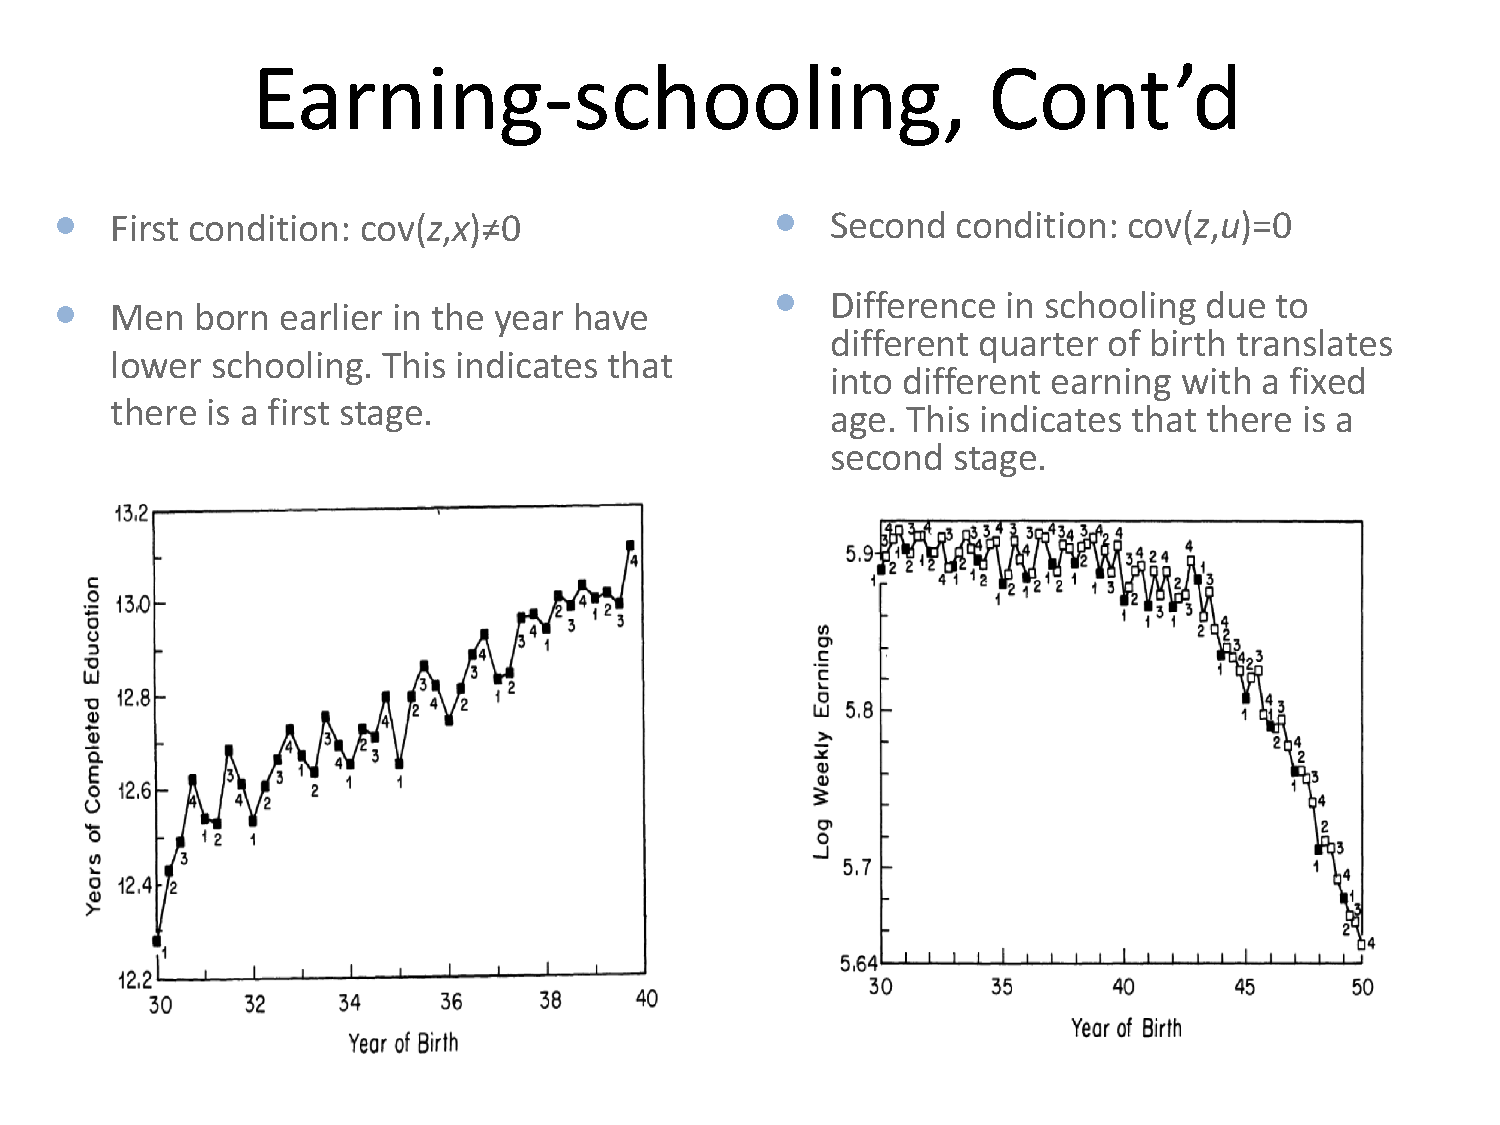 Earning-schooling, Cont’d
• First condition: cov(z,x)≠0
• Men born earlier in the year have
lower schooling. This indicates that
there is a first stage.
• Second condition: cov(z,u)=0
• Difference in schooling due to
different quarter of birth translates
into different earning with a fixed
age. This indicates that there is a
second stage.
Years of Completed Education
13.2
13.0
12.8
12.6
12.4
12.2
30 32 34 36 38 40
Year of Birth
Log Weekly Earnings
5.9
5.8
5.7
5.64
30 35 40 45 50
Year of Birth